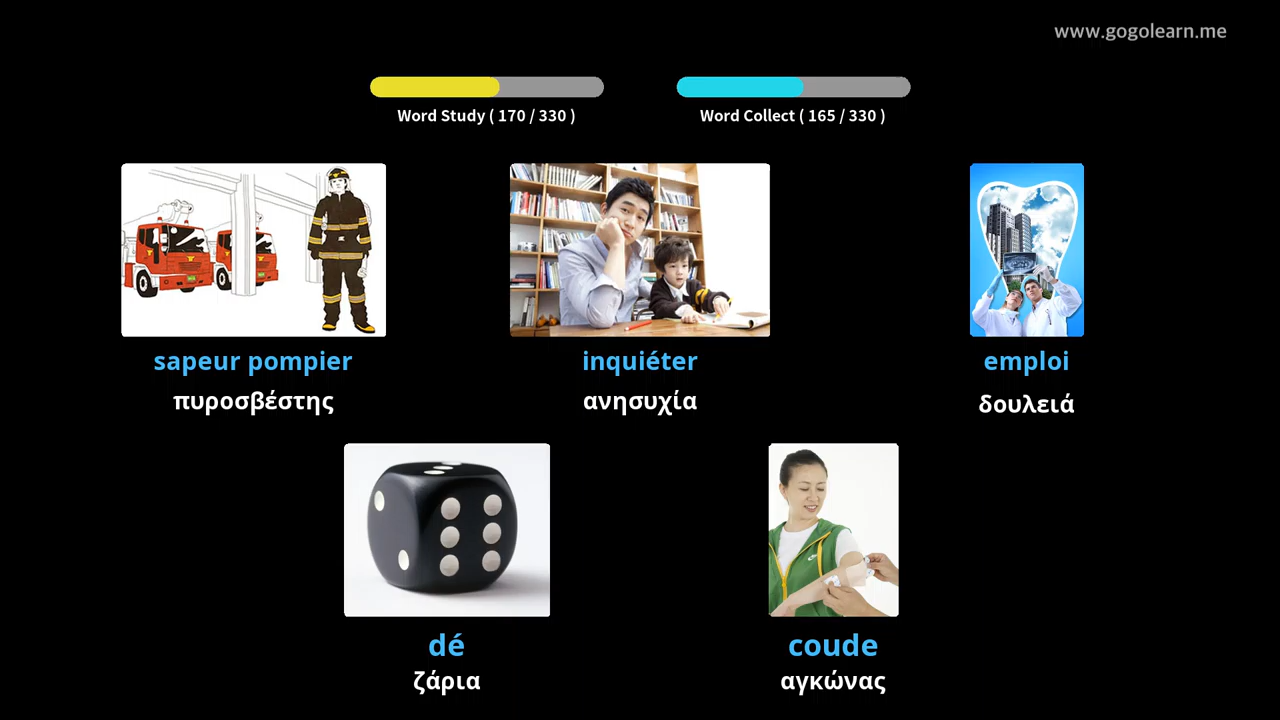 www.gogolearn.me
Word Study ( 170 / 330 )
Word Collect ( 165 / 330 )
sapeur pompier
πυροσβέστης
inquiéter
ανησυχία
emploi
δουλειά
dé
ζάρια
coude
αγκώνας